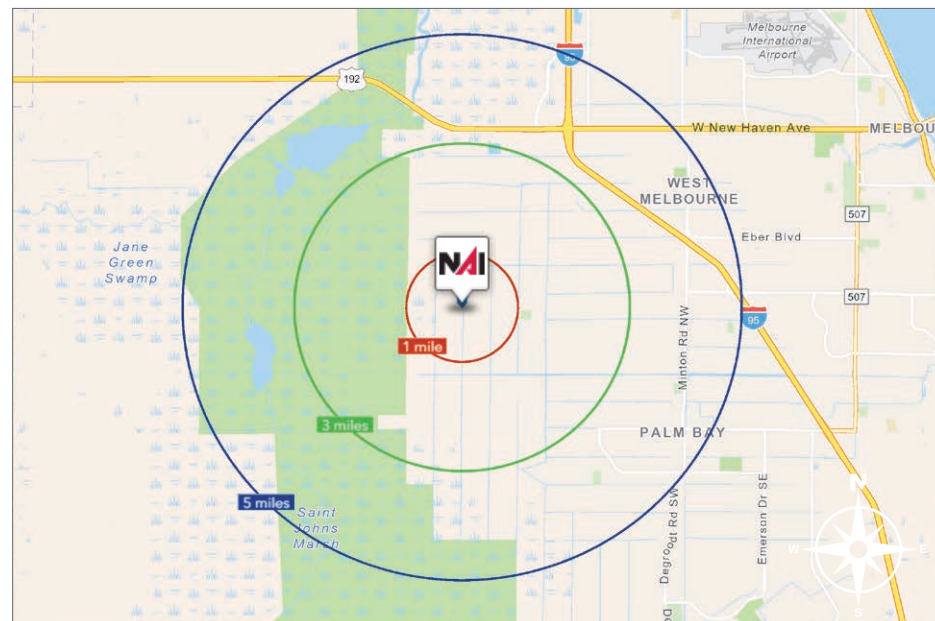 Melbourne
International
Airport
95
192
W New Haven Ave
MELBOU
WEST
MELBOURNE
507
Eber Blvd
Jane
Green
Swamp
NAI
507
95
1 mile
Minton Rd NW
3 miles
PALM BAY
5 miles
Saint
Johns
Marsh
Degroodt Rd SW
Emerson Dr SE
N
W
E
S
D